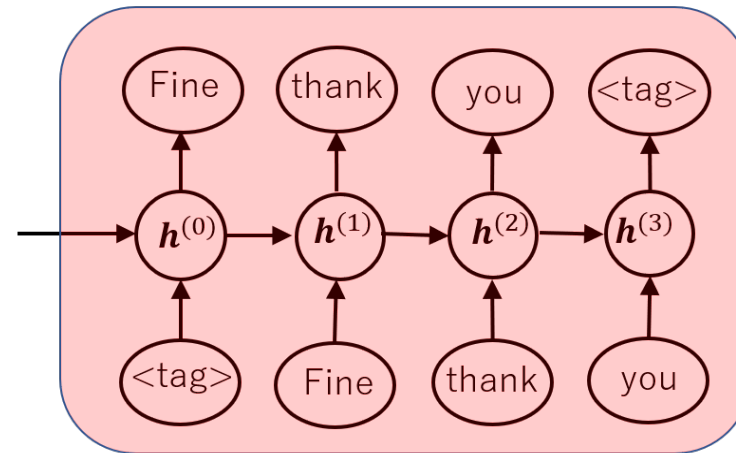 Fine thank you <tag>
h⁽⁰⁾ h⁽¹⁾ h⁽²⁾ h⁽³⁾
<tag> Fine thank you